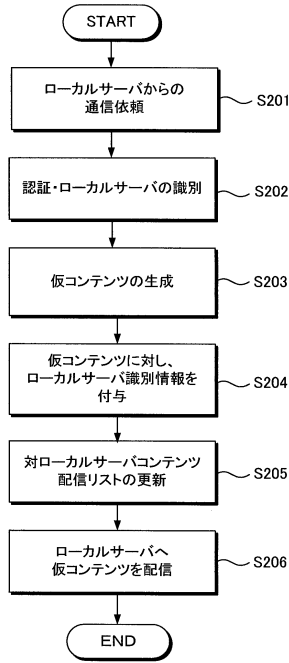 START
ローカルサーバからの
通信依頼
S201
認証・ローカルサーバの識別
S202
仮コンテンツの生成
S203
仮コンテンツに対し、
ローカルサーバ識別情報を
付与
S204
対ローカルサーバコンテンツ
配信リストの更新
S205
ローカルサーバへ
仮コンテンツを配信
S206
END